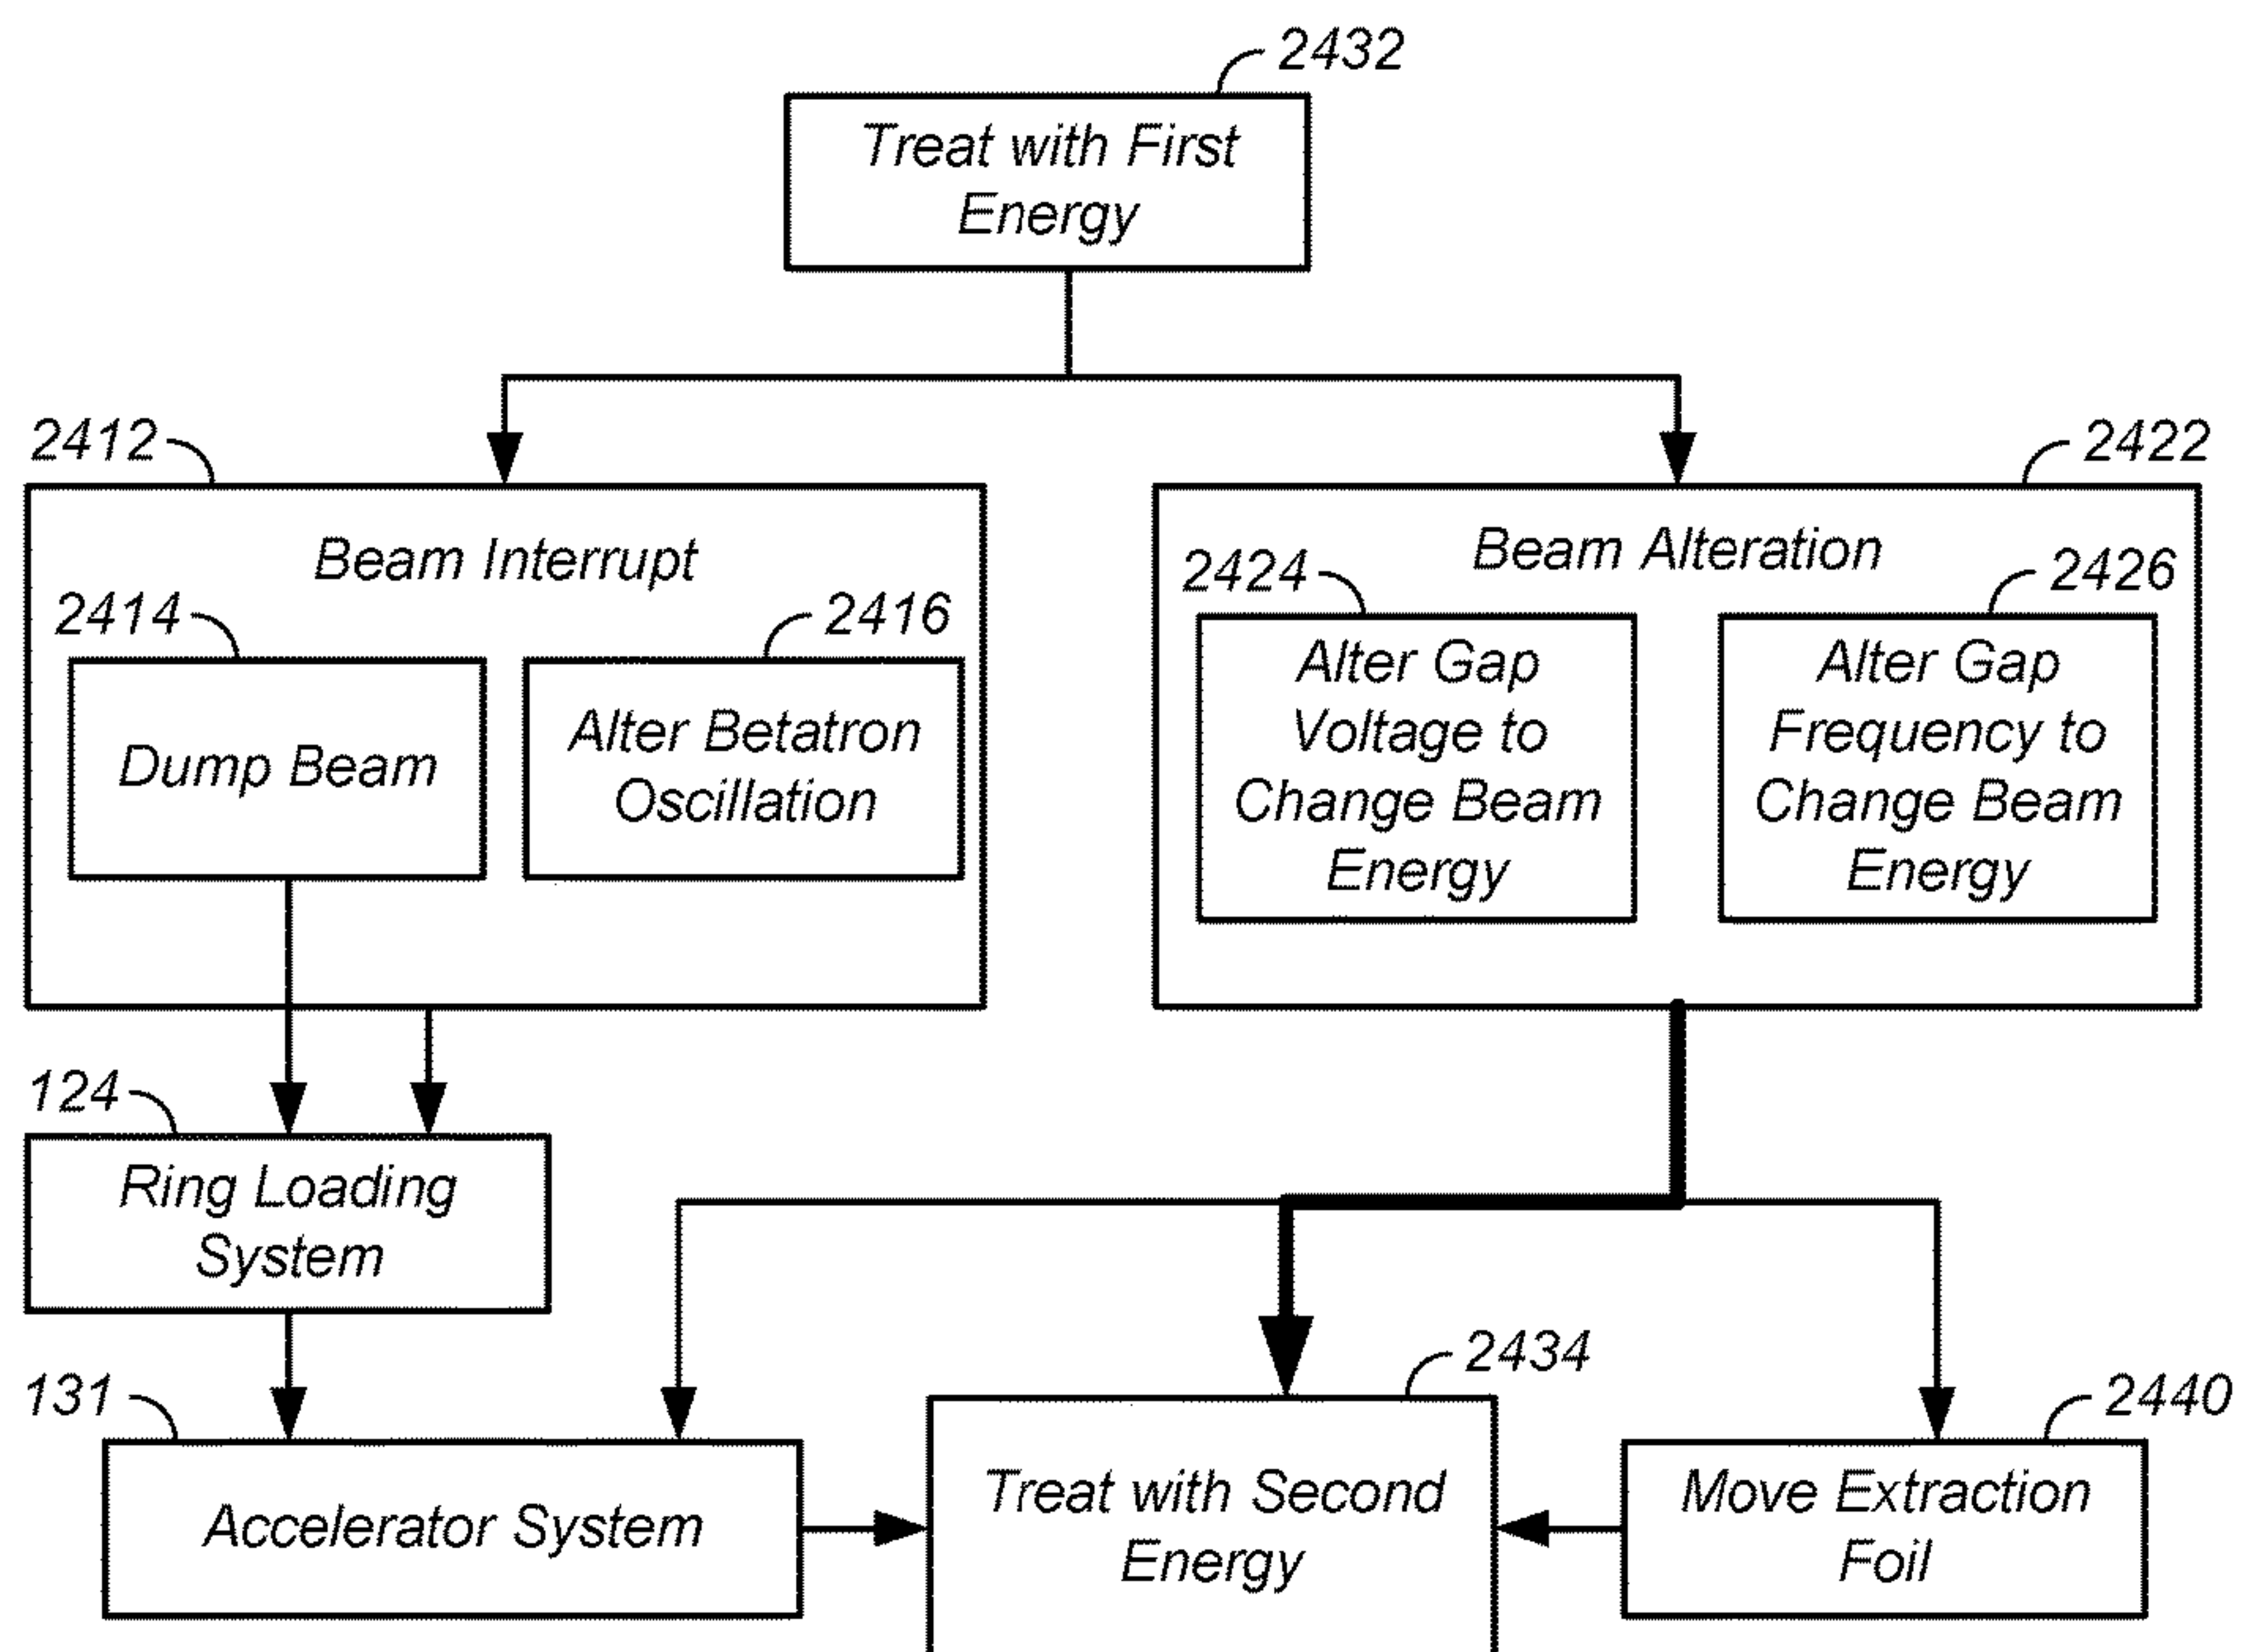 2432
Treat with First
Energy
2412
2422
Beam Interrupt
Beam Alteration
2414
2416
2424
2426
Dump Beam
Alter Betatron
Oscillation
Alter Gap
Voltage to
Change Beam
Energy
Alter Gap
Frequency to
Change Beam
Energy
124
Ring Loading
System
131
Accelerator System
2434
Treat with Second
Energy
2440
Move Extraction
Foil